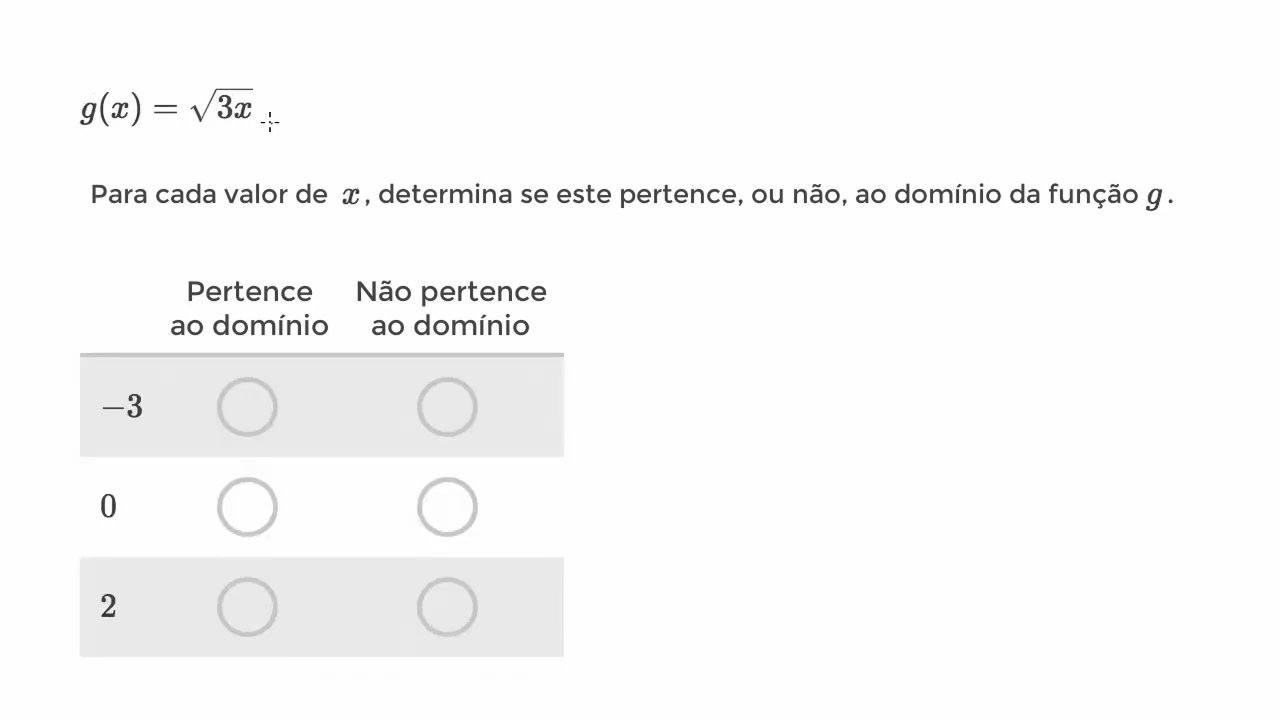 g(x) = √3x
Para cada valor de x, determina se este pertence, ou não, ao domínio da função g.
Pertence ao domínio Não pertence ao domínio
−3
0
2